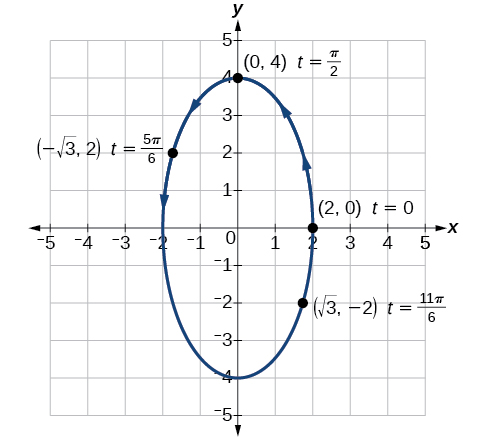 y
5
(0, 4) t = π/2
4
3
(−√3, 2) t = 5π/6
2
1
(2, 0) t = 0
x
−5 −4 −3 −2 −1 0 1 2 3 4 5
−1
−2
(√3, −2) t = 11π/6
−3
−4
−5